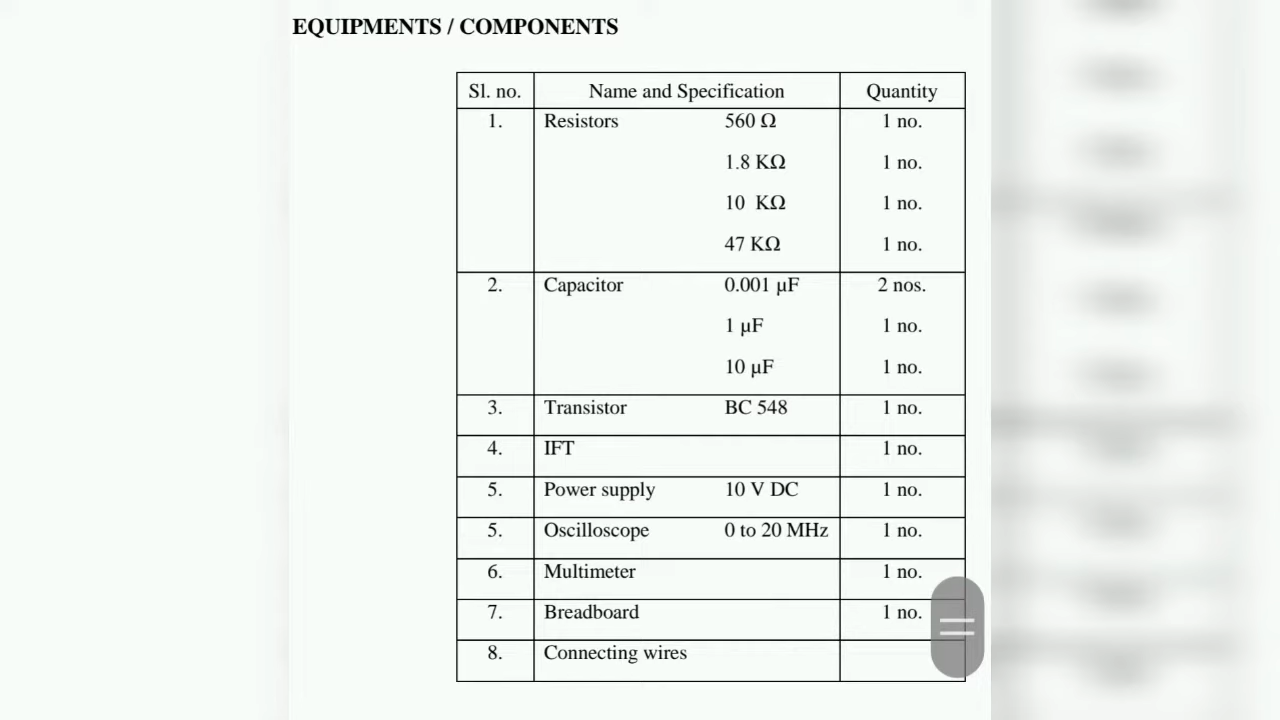 EQUIPMENTS / COMPONENTS
Sl. no. Name and Specification Quantity
1. Resistors 560 Ω 1 no.
1.8 KΩ 1 no.
10 KΩ 1 no.
47 KΩ 1 no.
2. Capacitor 0.001 μF 2 nos.
1 μF 1 no.
10 μF 1 no.
3. Transistor BC 548 1 no.
4. IFT 1 no.
5. Power supply 10 V DC 1 no.
5. Oscilloscope 0 to 20 MHz 1 no.
6. Multimeter 1 no.
7. Breadboard 1 no.
8. Connecting wires